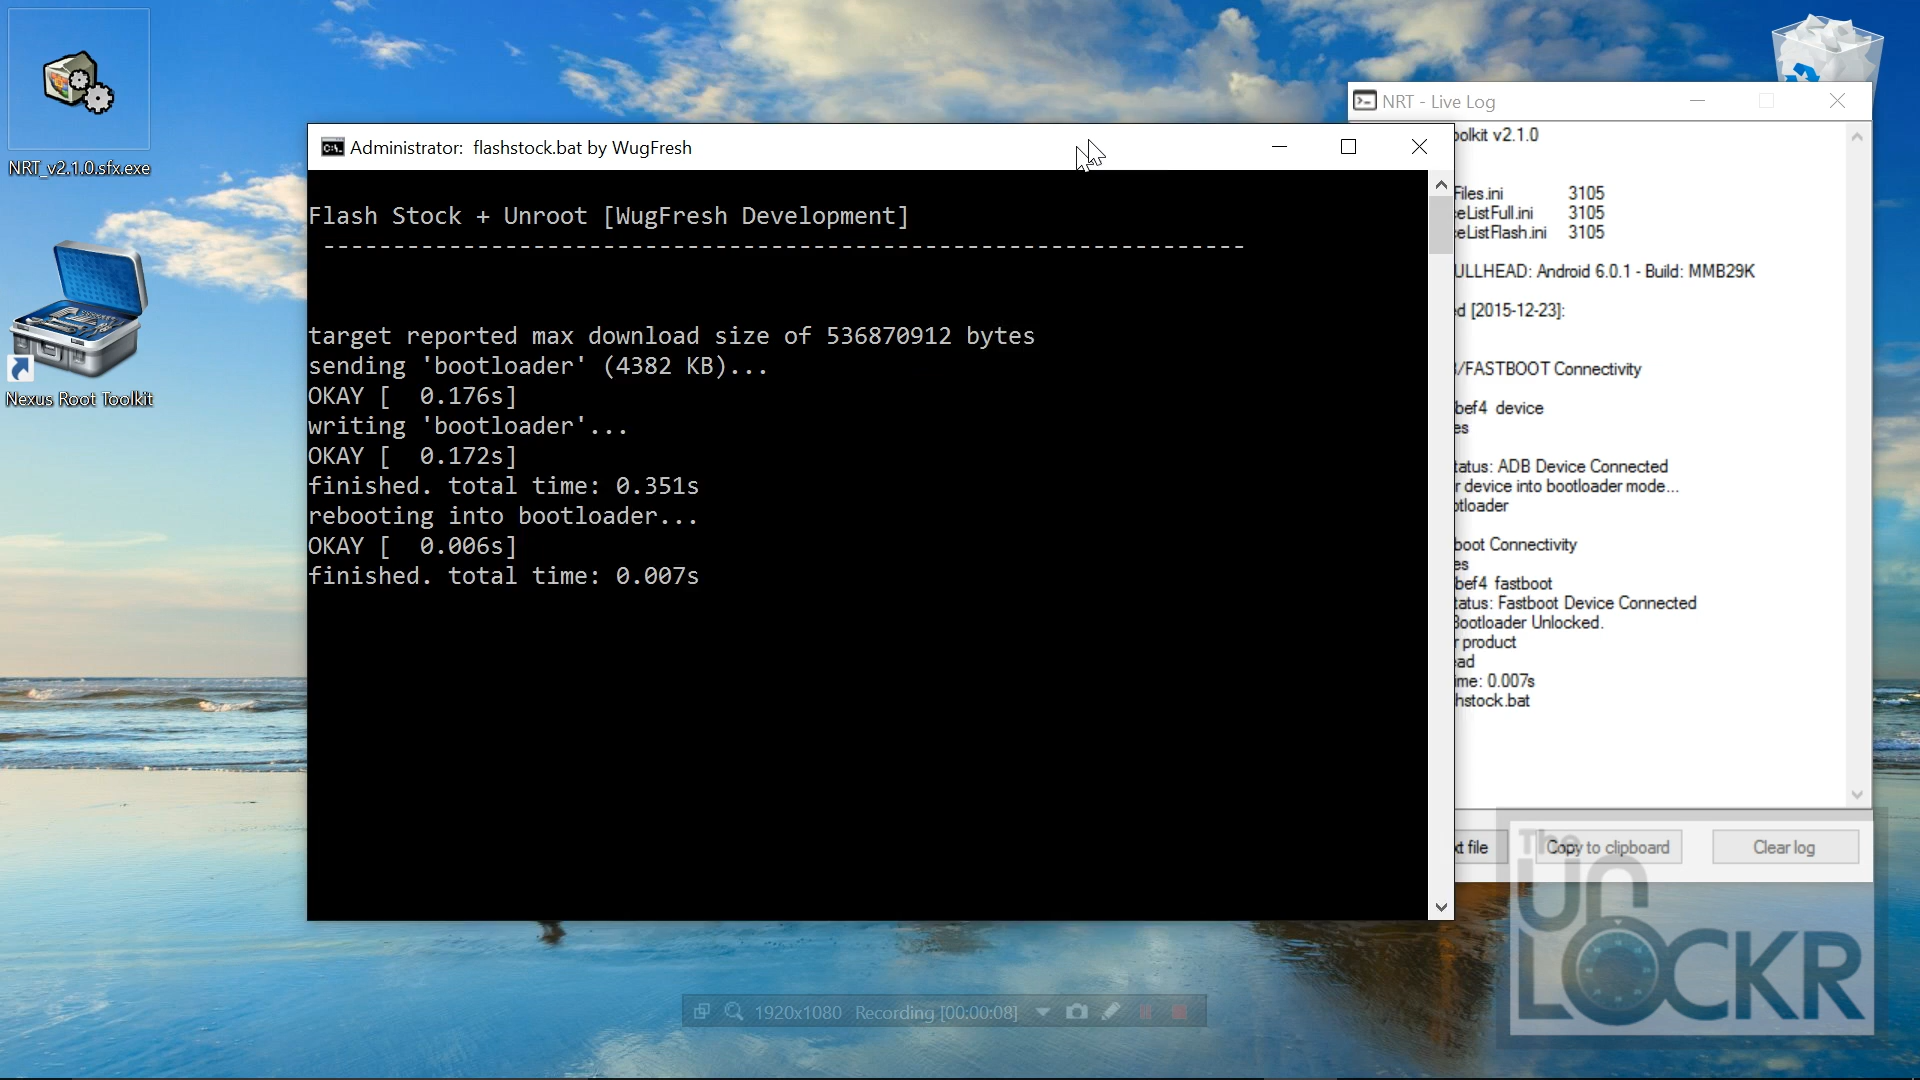 NRT_v2.1.0.sfx.exe
Nexus Root Toolkit
Administrator:  flashstock.bat by WugFresh
Flash Stock + Unroot [WugFresh Development]
------------------------------------------------------------------
target reported max download size of 536870912 bytes
sending 'bootloader' (4382 KB)...
OKAY [  0.176s]
writing 'bootloader'...
OKAY [  0.172s]
finished. total time: 0.351s
rebooting into bootloader...
OKAY [  0.006s]
finished. total time: 0.007s
NRT - Live Log
olkit v2.1.0
Files.ini 3105
eListFull.ini 3105
eListFlash.ini 3105
ULLHEAD: Android 6.0.1 - Build: MMB29K
d [2015-12-23]:
/FASTBOOT Connectivity
bef4 device
es
tatus: ADB Device Connected
r device into bootloader mode...
otloader
boot Connectivity
es
bef4 fastboot
tatus: Fastboot Device Connected
Bootloader Unlocked.
r product
ead
ime: 0.007s
hstock.bat
xt file
Copy to clipboard
Clear log
The
UN
LOCKR
1920x1080 Recording [00:00:08]